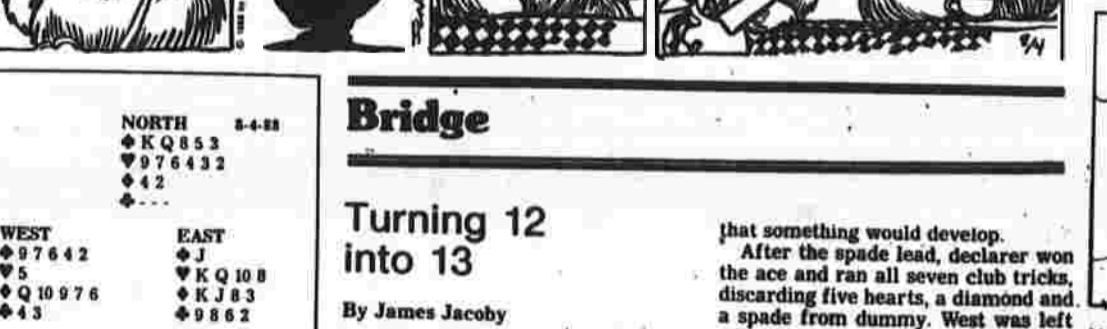 8/4
NORTH 8-4-88
♠ K Q 8 5 3
♥ 9 7 6 4 3 2
♦ 4 2
♣ - - -
WEST
♠ 9 7 6 4 2
♥ 5
♦ Q 10 9 7 6
♣ 4 3
EAST
♠ J
♥ K Q 10 8
♦ K J 8 3
♣ 9 8 6 2
Bridge
Turning 12
into 13
By James Jacoby
that something would develop.
After the spade lead, declarer won
the ace and ran all seven club tricks,
discarding five hearts, a diamond and
a spade from dummy. West was left